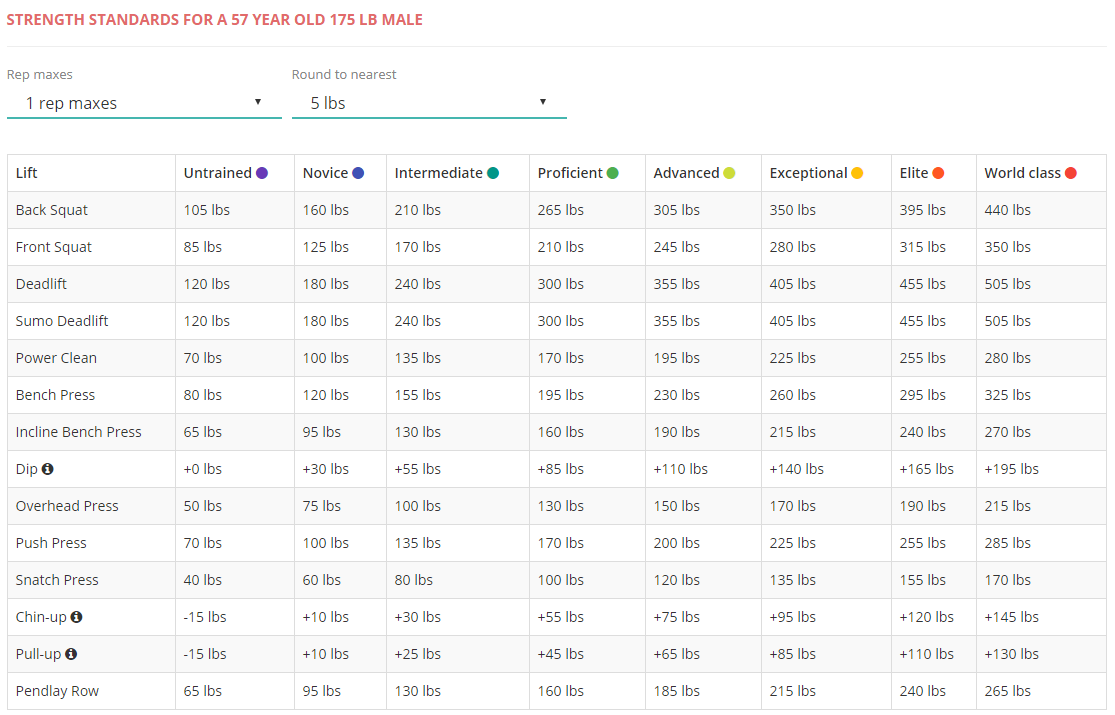 STRENGTH STANDARDS FOR A 57 YEAR OLD 175 LB MALE
Rep maxes Round to nearest
1 rep maxes 5 lbs
Lift Untrained Novice Intermediate Proficient Advanced Exceptional Elite World class
Back Squat 105 lbs 160 lbs 210 lbs 265 lbs 305 lbs 350 lbs 395 lbs 440 lbs
Front Squat 85 lbs 125 lbs 170 lbs 210 lbs 245 lbs 280 lbs 315 lbs 350 lbs
Deadlift 120 lbs 180 lbs 240 lbs 300 lbs 355 lbs 405 lbs 455 lbs 505 lbs
Sumo Deadlift 120 lbs 180 lbs 240 lbs 300 lbs 355 lbs 405 lbs 455 lbs 505 lbs
Power Clean 70 lbs 100 lbs 135 lbs 170 lbs 195 lbs 225 lbs 255 lbs 280 lbs
Bench Press 80 lbs 120 lbs 155 lbs 195 lbs 230 lbs 260 lbs 295 lbs 325 lbs
Incline Bench Press 65 lbs 95 lbs 130 lbs 160 lbs 190 lbs 215 lbs 240 lbs 270 lbs
Dip +0 lbs +30 lbs +55 lbs +85 lbs +110 lbs +140 lbs +165 lbs +195 lbs
Overhead Press 50 lbs 75 lbs 100 lbs 130 lbs 150 lbs 170 lbs 190 lbs 215 lbs
Push Press 70 lbs 100 lbs 135 lbs 170 lbs 200 lbs 225 lbs 255 lbs 285 lbs
Snatch Press 40 lbs 60 lbs 80 lbs 100 lbs 120 lbs 135 lbs 155 lbs 170 lbs
Chin-up -15 lbs +10 lbs +30 lbs +55 lbs +75 lbs +95 lbs +120 lbs +145 lbs
Pull-up -15 lbs +10 lbs +25 lbs +45 lbs +65 lbs +85 lbs +110 lbs +130 lbs
Pendlay Row 65 lbs 95 lbs 130 lbs 160 lbs 185 lbs 215 lbs 240 lbs 265 lbs